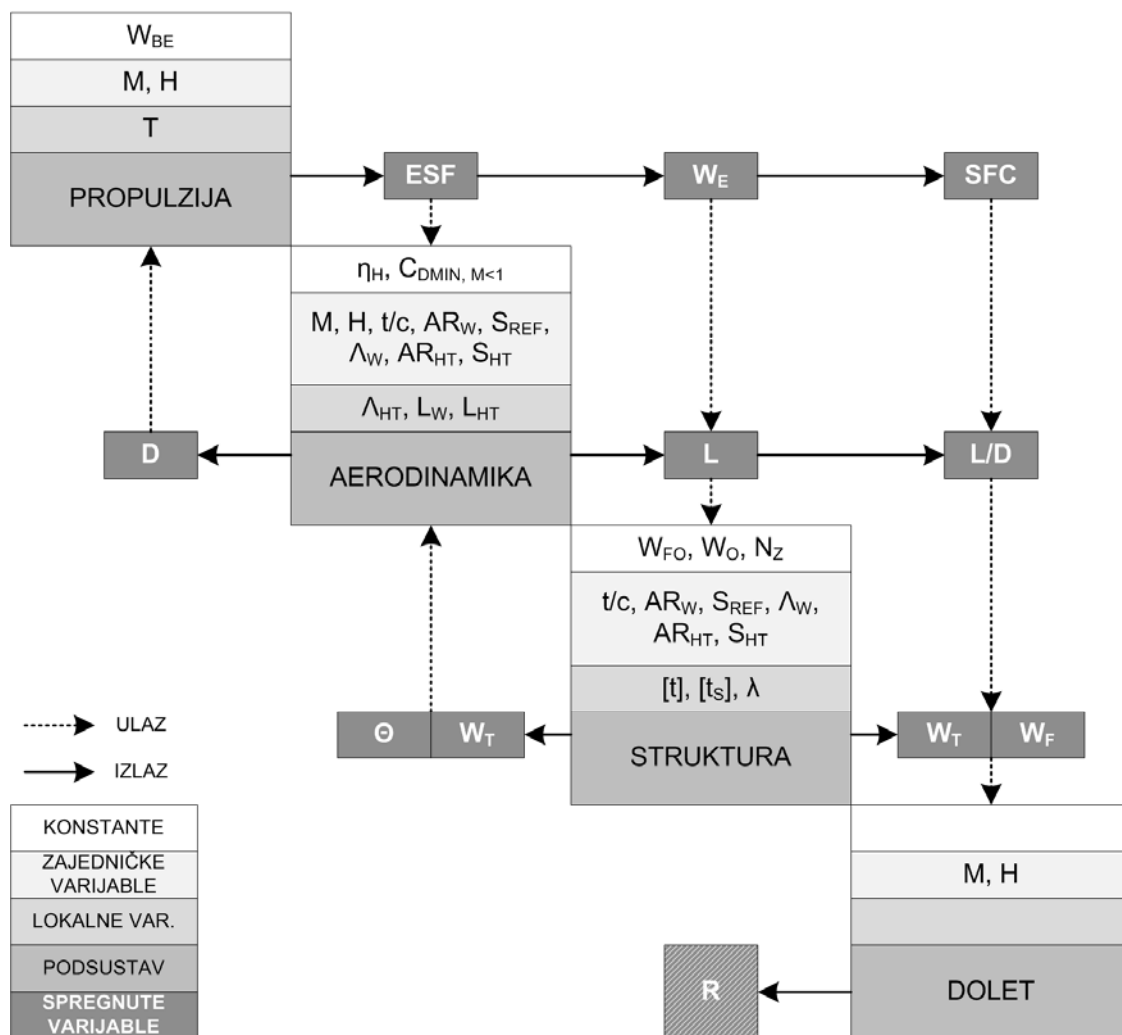 W_BE
M, H
T
PROPULZIJA
ESF
W_E
SFC
η_H, C_DMIN, M<1
M, H, t/c, AR_W, S_REF,
Λ_W, AR_HT, S_HT
Λ_HT, L_W, L_HT
AERODINAMIKA
D
L
L/D
W_FO, W_O, N_Z
t/c, AR_W, S_REF, Λ_W,
AR_HT, S_HT
[t], [t_S], λ
STRUKTURA
Θ
W_T
W_T
W_F
ULAZ
IZLAZ
KONSTANTE
ZAJEDNIČKE
VARIJABLE
LOKALNE VAR.
PODSUSTAV
SPREGNUTE
VARIJABLE
M, H
DOLET
R